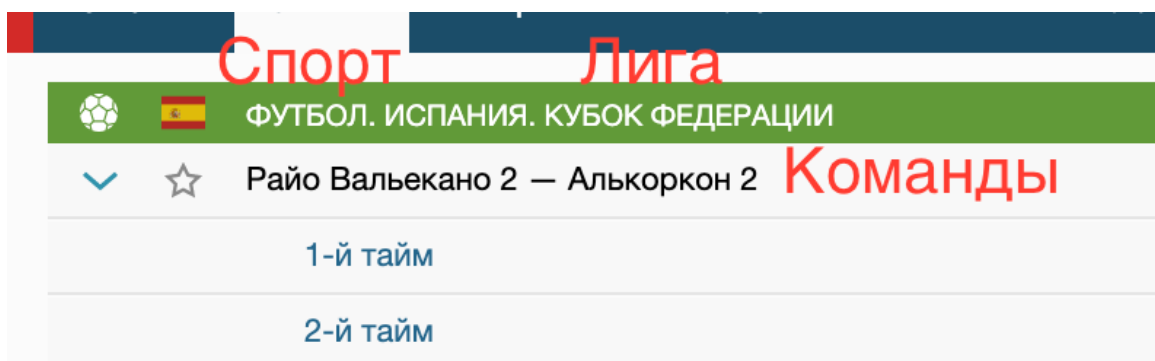 Спорт Лига
ФУТБОЛ. ИСПАНИЯ. КУБОК ФЕДЕРАЦИИ
Райо Вальекано 2 — Алькоркон 2 Команды
1-й тайм
2-й тайм